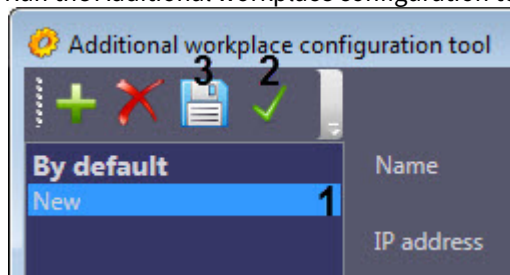 Additional workplace configuration tool
3 2
By default
Name
New 1
IP address